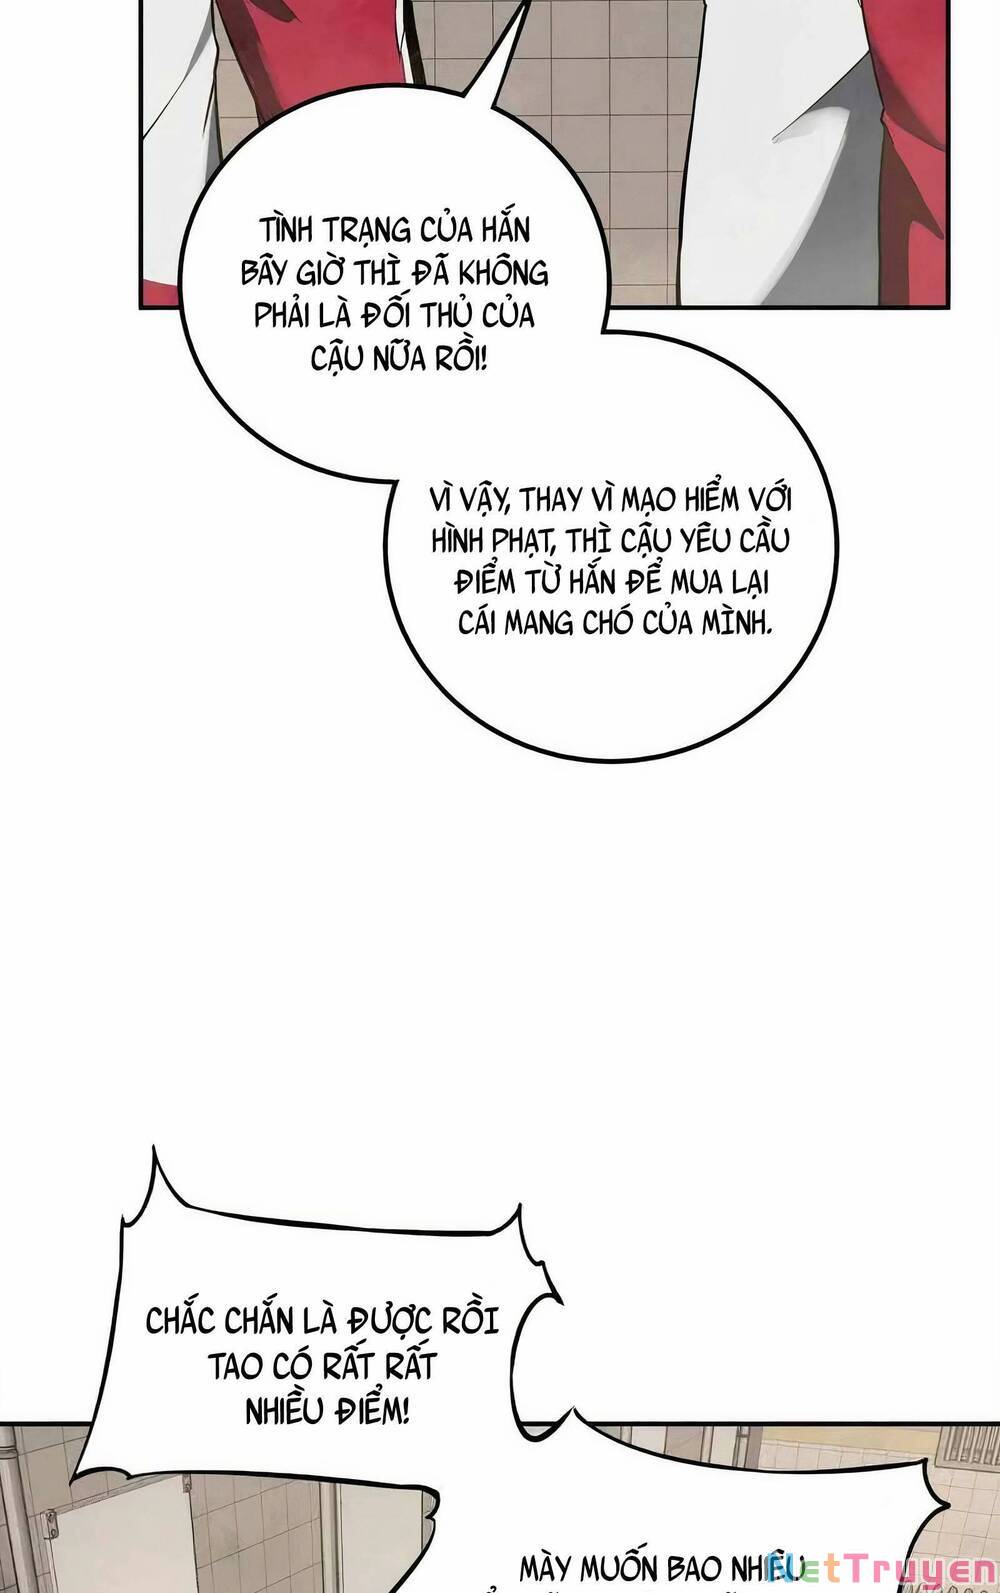 TÌNH TRẠNG CỦA HẮN
BÂY GIỜ THÌ ĐÃ KHÔNG
PHẢI LÀ ĐỐI THỦ CỦA
CẬU NỮA RỒI!
VÌ VẬY, THAY VÌ MẠO HIỂM VỚI
HÌNH PHẠT, THÌ CẬU YÊU CẦU
ĐIỂM TỪ HẮN ĐỂ MUA LẠI
CÁI MANG CHÓ CỦA MÌNH.
CHẮC CHẮN LÀ ĐƯỢC RỒI
TAO CÓ RẤT RẤT
NHIỀU ĐIỂM!
MÀY MUỐN BAO NHIÊU
NetTruyen